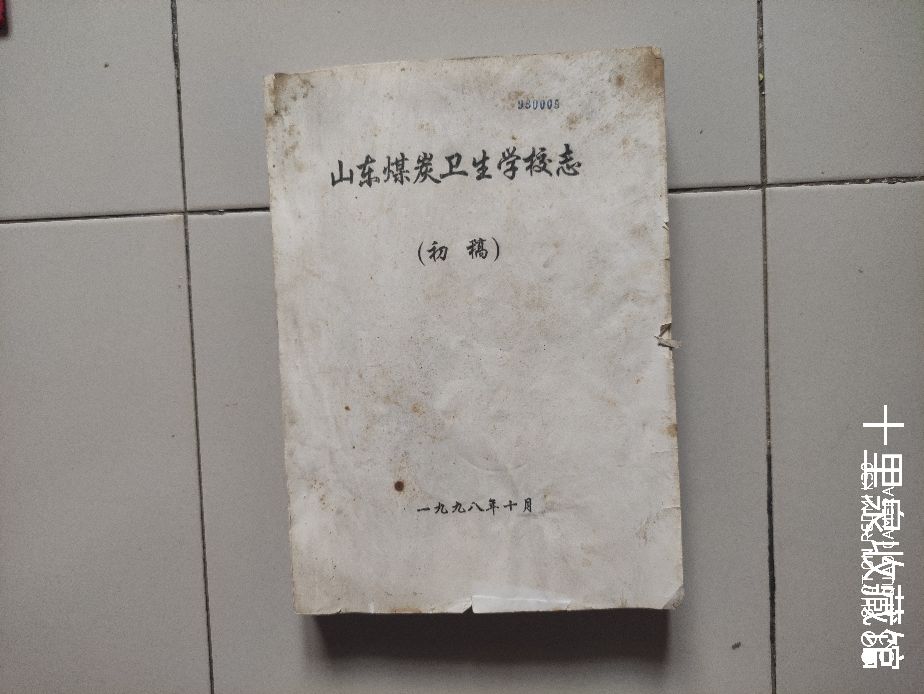 980009
山东煤炭卫生学校志
(初 稿)
一九九八年十月
十里泉收藏馆